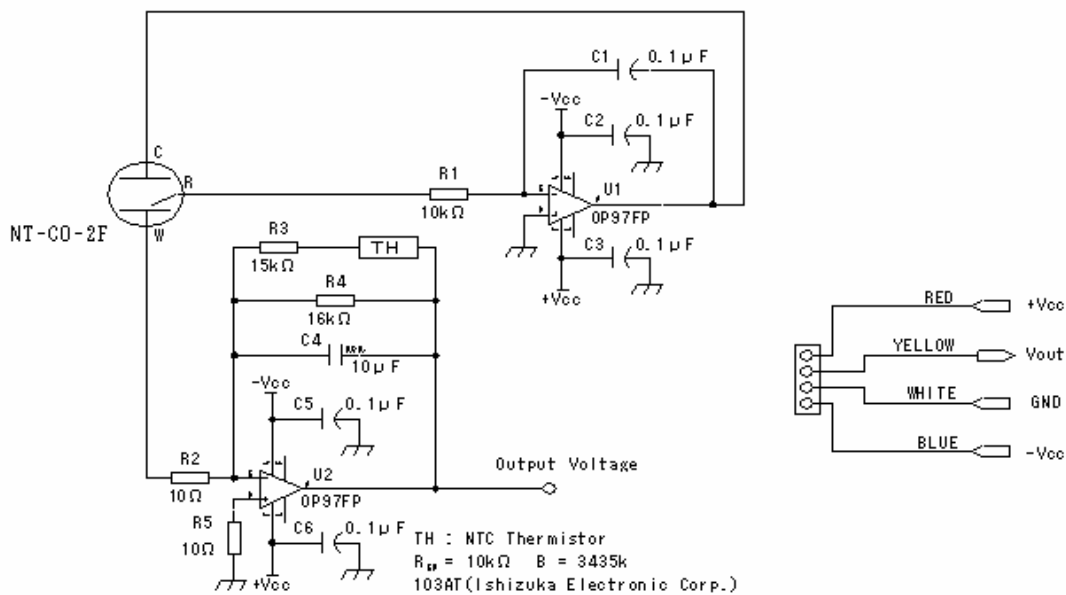 C1 0.1μF
-Vcc
C2 0.1μF
C
R
R1
10kΩ
U1
OP97FP
NT-CO-2F
W
R3
15kΩ
TH
C3 0.1μF
+Vcc
R4
16kΩ
C4
10μF
-Vcc
C5 0.1μF
R2
10Ω
U2
OP97FP
Output Voltage
R5
10Ω
C6 0.1μF
+Vcc
TH : NTC Thermistor
R = 10kΩ B = 3435k
103AT(Ishizuka Electronic Corp.)
RED +Vcc
YELLOW Vout
WHITE GND
BLUE -Vcc